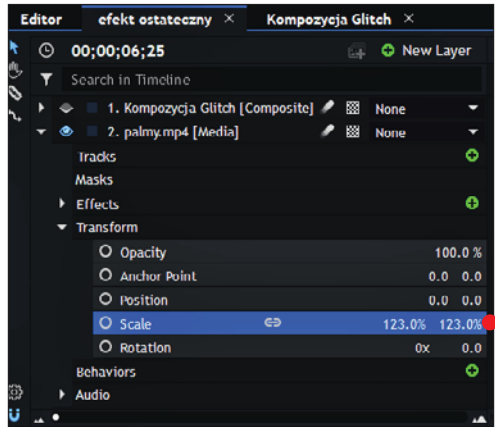 Editor efekt ostateczny × Kompozycja Glitch ×
00;00;06;25 New Layer
Search in Timeline
1. Kompozycja Glitch [Composite] None
2. palmy.mp4 [Media] None
Tracks
Masks
Effects
Transform
Opacity 100.0 %
Anchor Point 0.0 0.0
Position 0.0 0.0
Scale 123.0% 123.0%
Rotation 0x 0.0
Behaviors
Audio